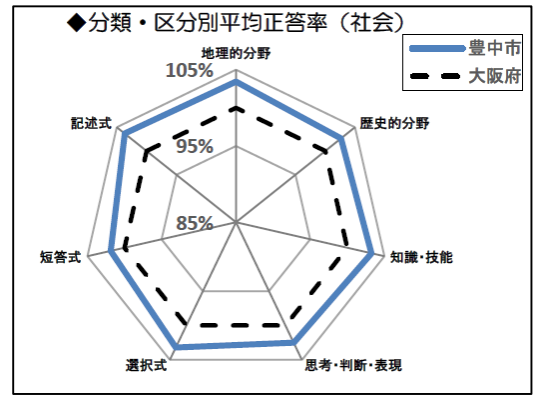 ◆分類・区分別平均正答率（社会）
豊中市
大阪府
地理的分野
105%
記述式
歴史的分野
95%
85%
短答式
知識・技能
選択式
思考・判断・表現